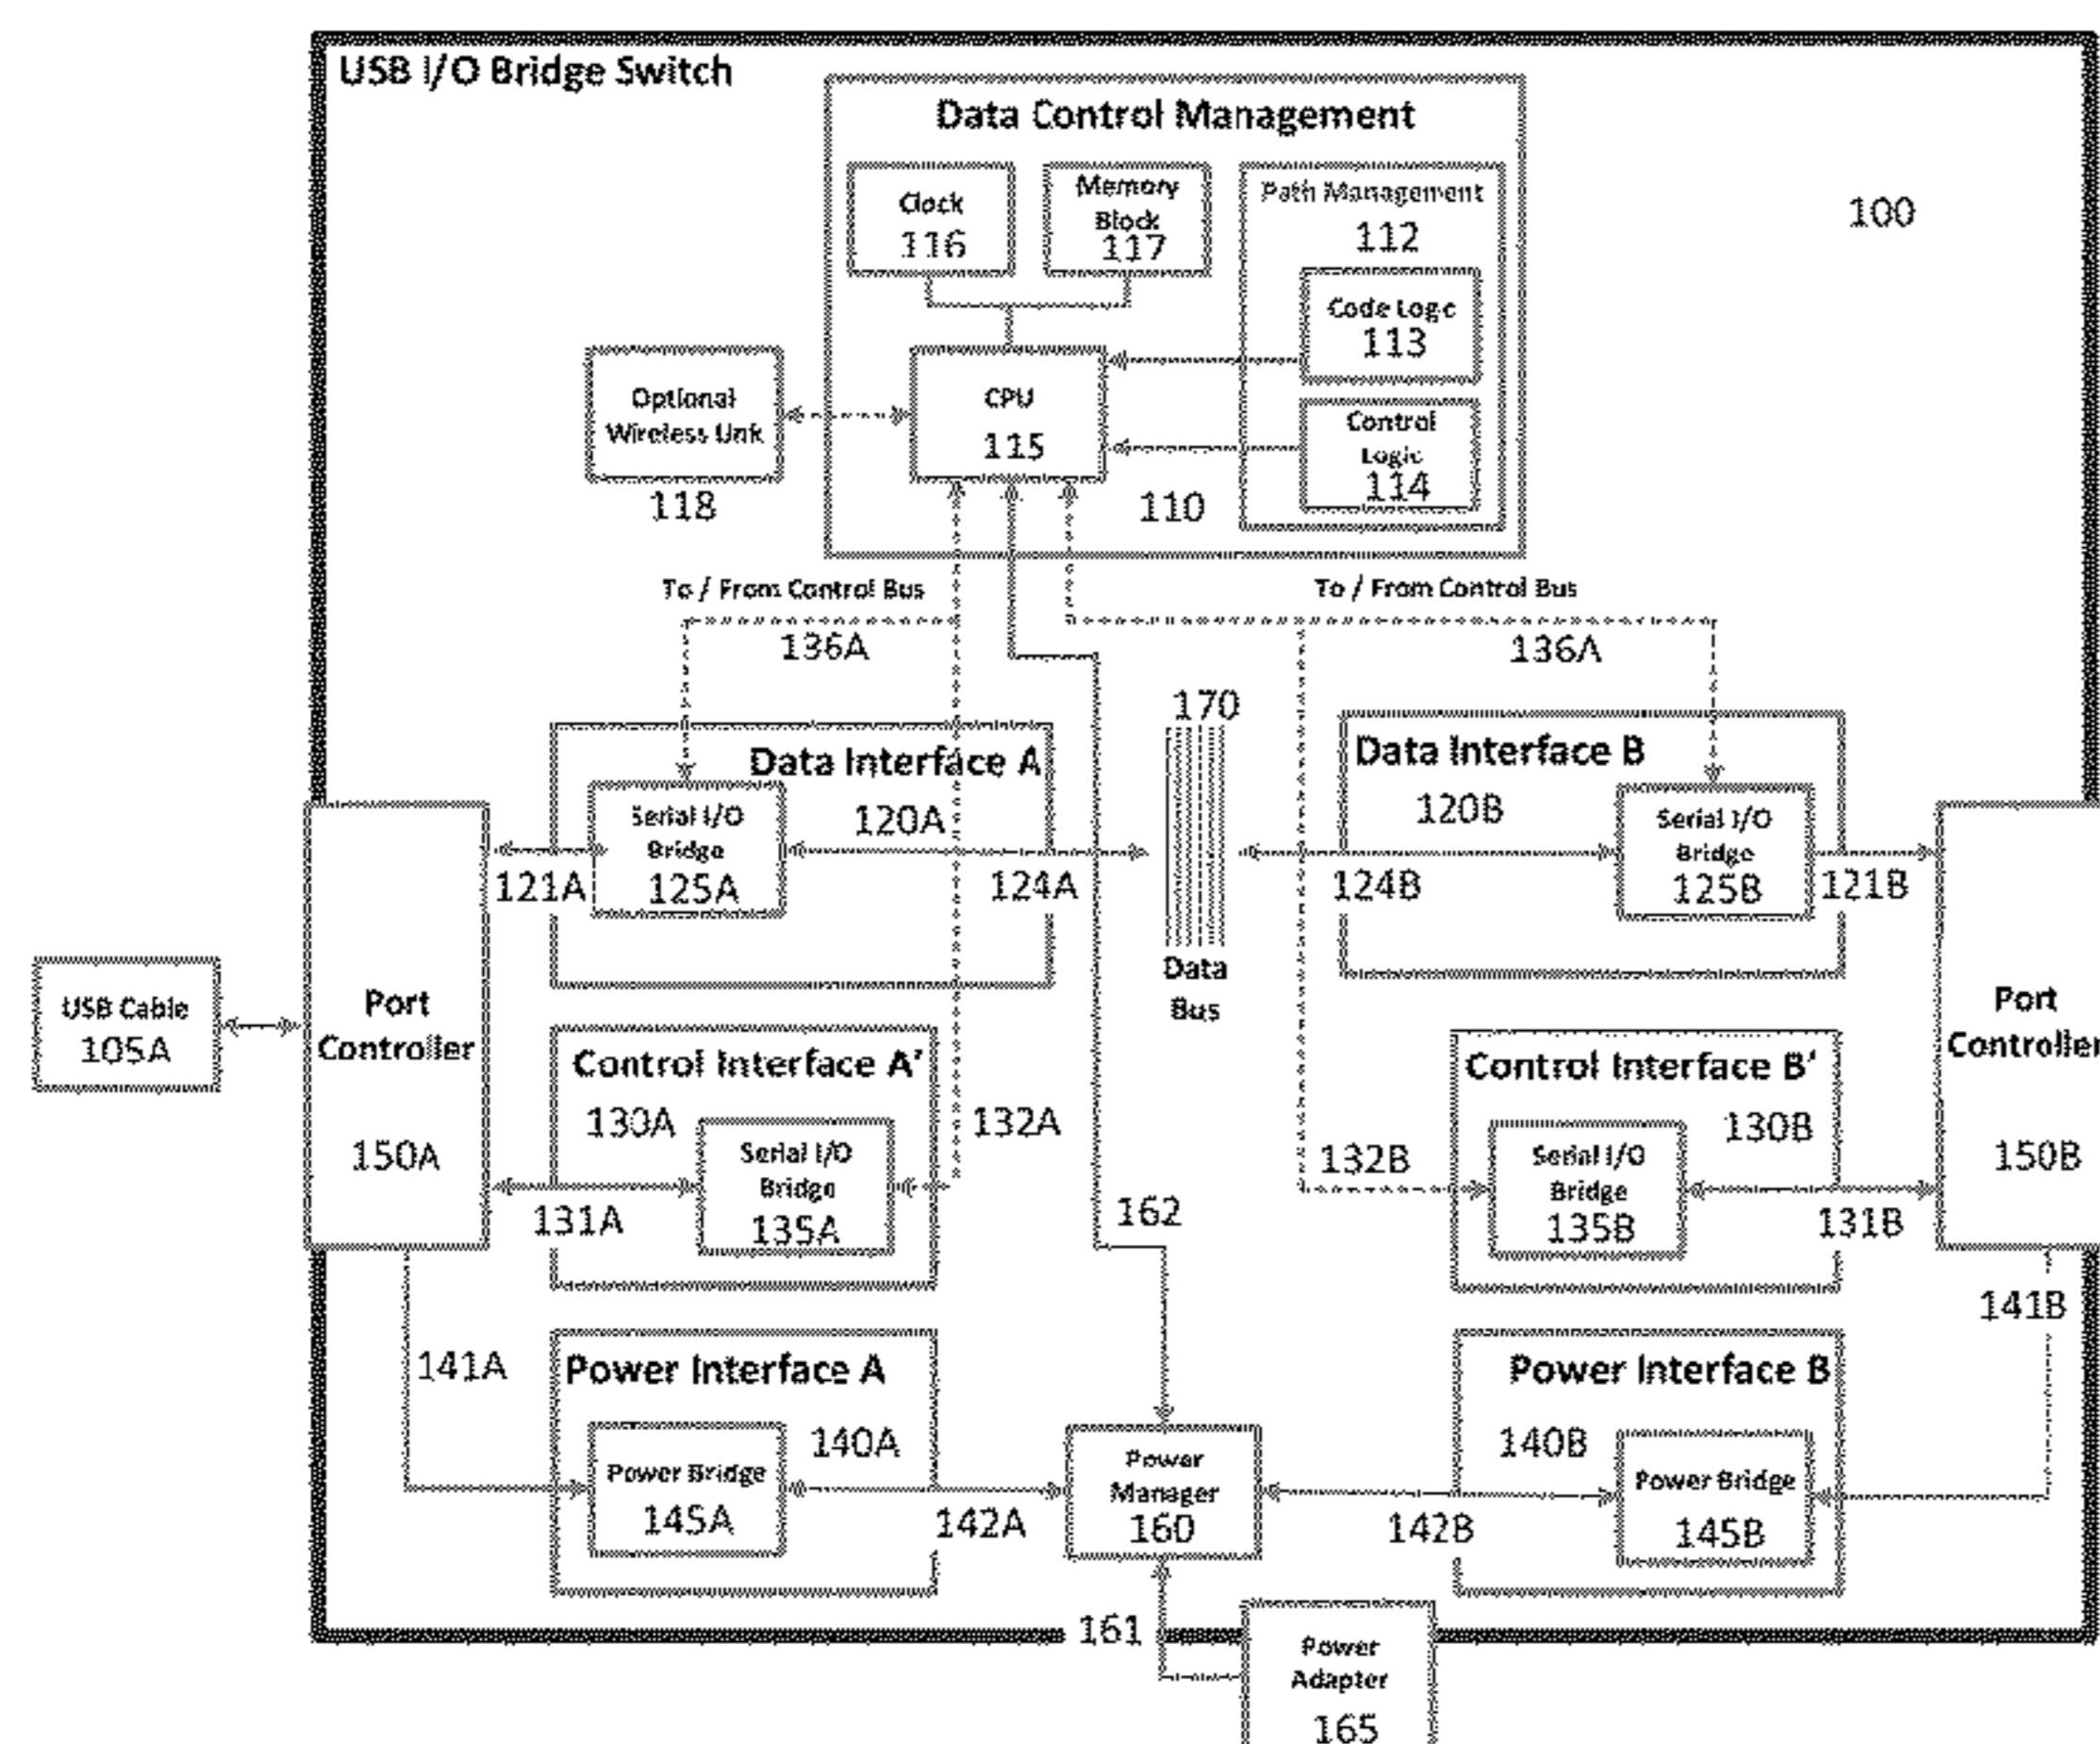 USB I/O Bridge Switch
Data Control Management
100
Clock
116
Memory
Block
117
Path Management
112
Code Logic
113
Control
Logic
114
Optional
Wireless Link
118
CPU
115
110
To / From Control Bus
136A
To / From Control Bus
136A
170
Data
Bus
Data Interface A
120A
Serial I/O
Bridge
125A
121A
124A
Data Interface B
120B
Serial I/O
Bridge
125B
124B
121B
USB Cable
105A
Port
Controller
150A
Port
Controller
150B
Control Interface A'
130A
Serial I/O
Bridge
135A
131A
132A
Control Interface B'
130B
Serial I/O
Bridge
135B
132B
131B
162
141A
141B
Power Interface A
140A
Power Bridge
145A
142A
Power
Manager
160
Power Interface B
140B
Power Bridge
145B
142B
161
Power
Adapter
165